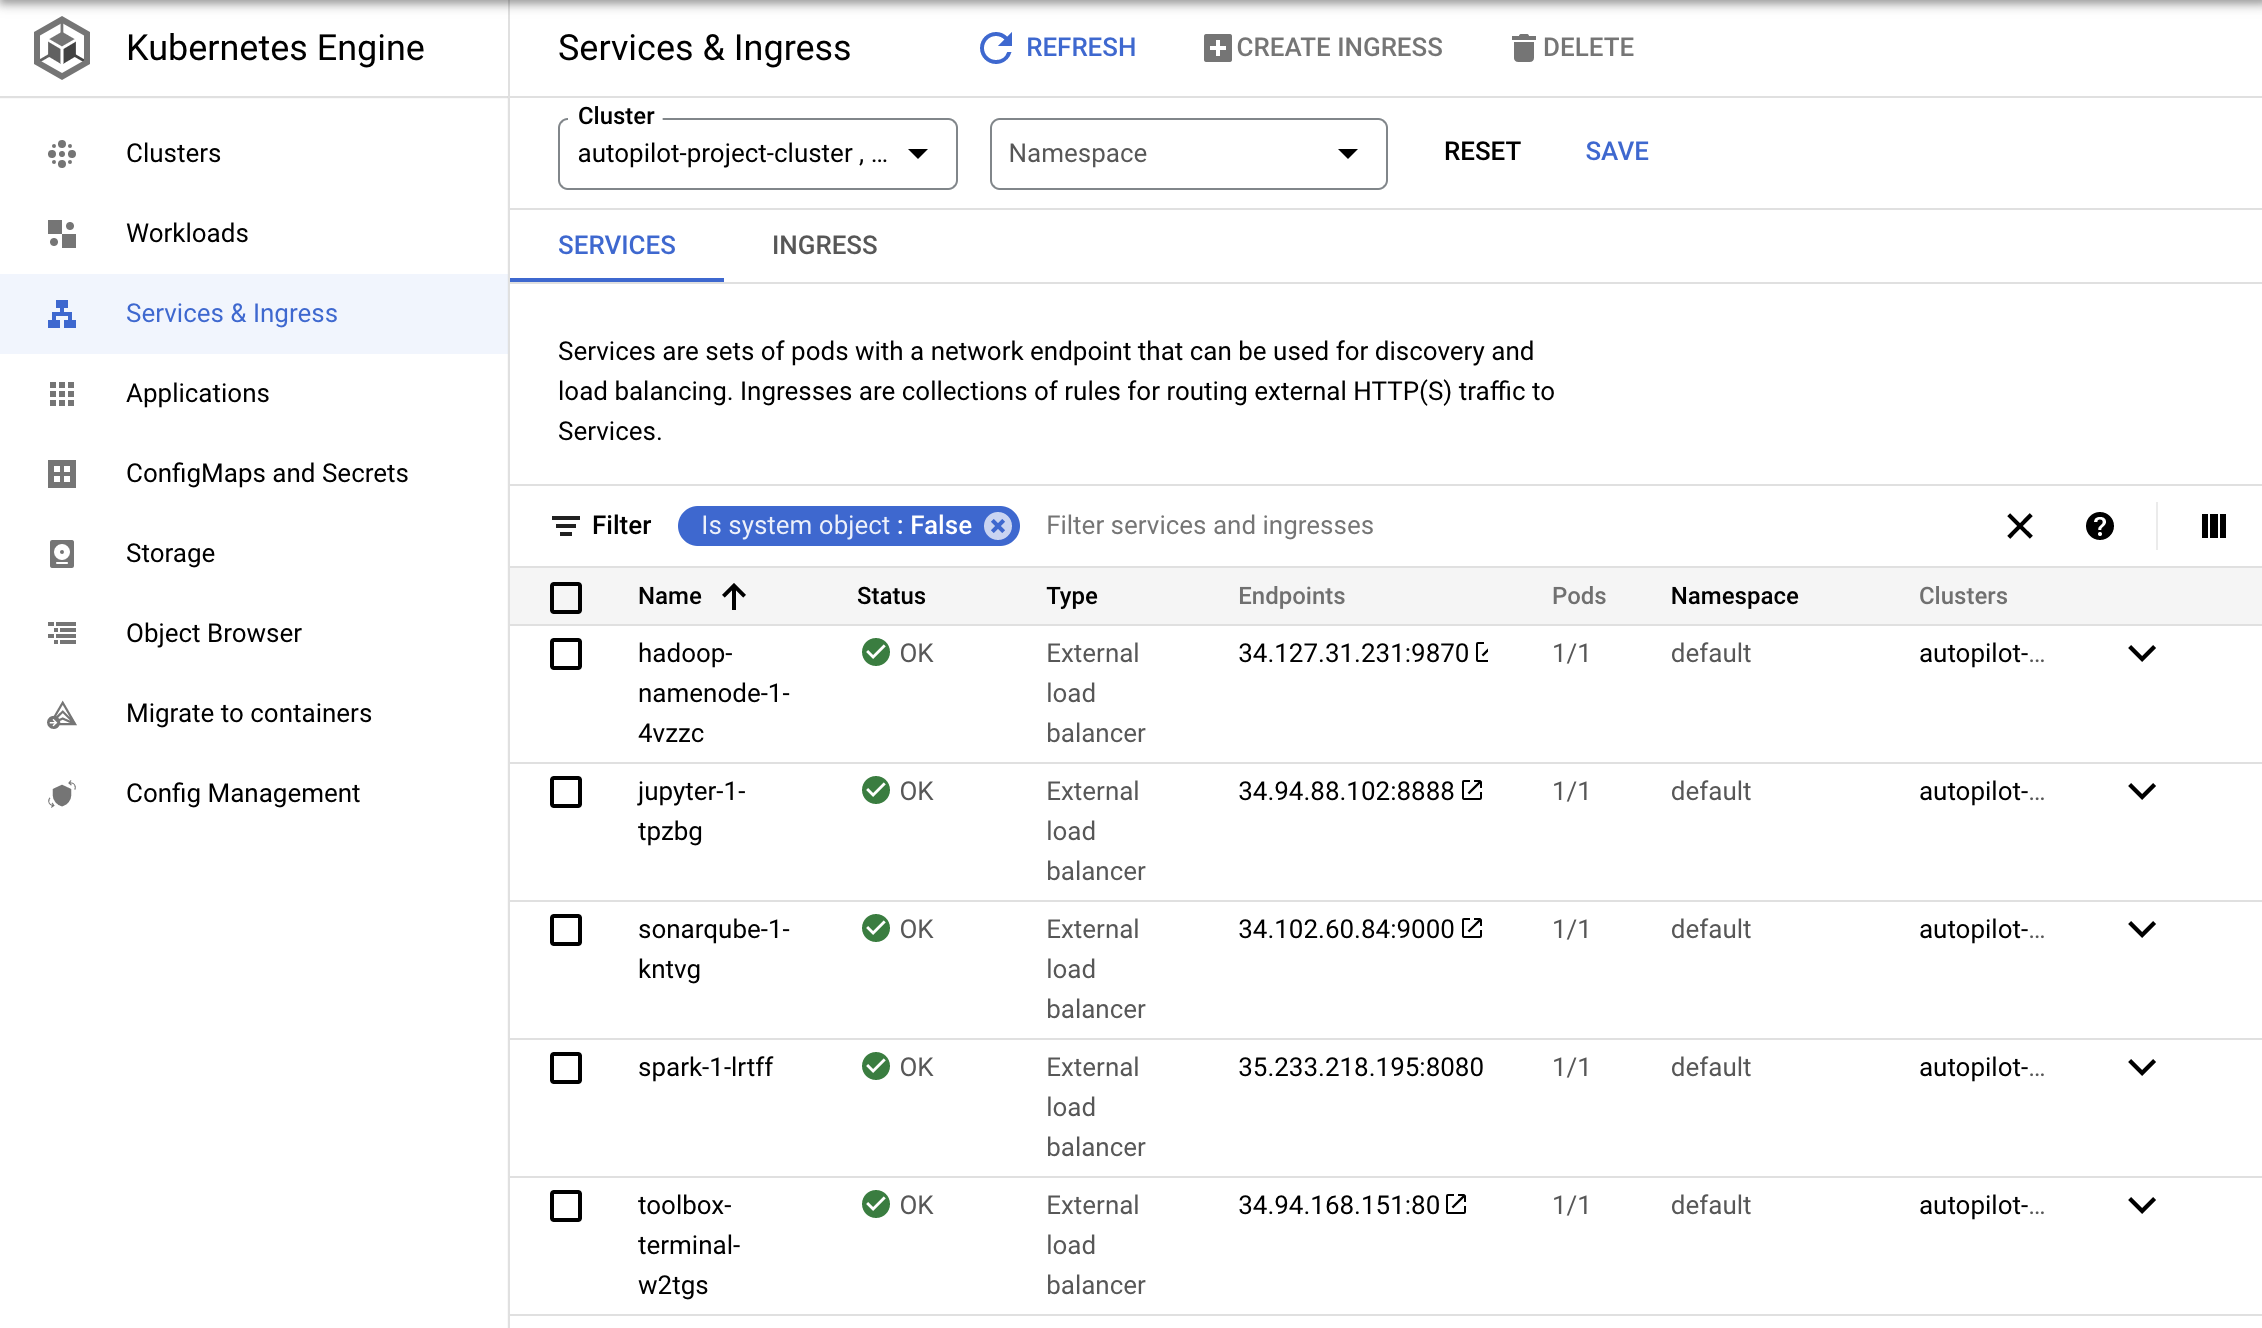 Kubernetes Engine
Services & Ingress
REFRESH
CREATE INGRESS
DELETE
Clusters
Workloads
Services & Ingress
Applications
ConfigMaps and Secrets
Storage
Object Browser
Migrate to containers
Config Management
Cluster
autopilot-project-cluster , ...
Namespace
RESET
SAVE
SERVICES
INGRESS
Services are sets of pods with a network endpoint that can be used for discovery and
load balancing. Ingresses are collections of rules for routing external HTTP(S) traffic to
Services.
Filter
Is system object : False
Filter services and ingresses
Name Status Type Endpoints Pods Namespace Clusters
hadoop-
namenode-1-
4vzzc
OK
External
load
balancer
34.127.31.231:9870
1/1
default
autopilot-...
jupyter-1-
tpzbg
OK
External
load
balancer
34.94.88.102:8888
1/1
default
autopilot-...
sonarqube-1-
kntvg
OK
External
load
balancer
34.102.60.84:9000
1/1
default
autopilot-...
spark-1-lrtff
OK
External
load
balancer
35.233.218.195:8080
1/1
default
autopilot-...
toolbox-
terminal-
w2tgs
OK
External
load
balancer
34.94.168.151:80
1/1
default
autopilot-...